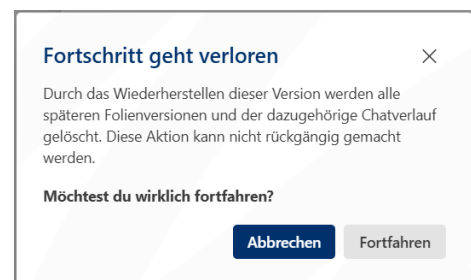 Fortschritt geht verloren
Durch das Wiederherstellen dieser Version werden alle
späteren Folienversionen und der dazugehörige Chatverlauf
gelöscht. Diese Aktion kann nicht rückgängig gemacht
werden.
Möchtest du wirklich fortfahren?
Abbrechen Fortfahren